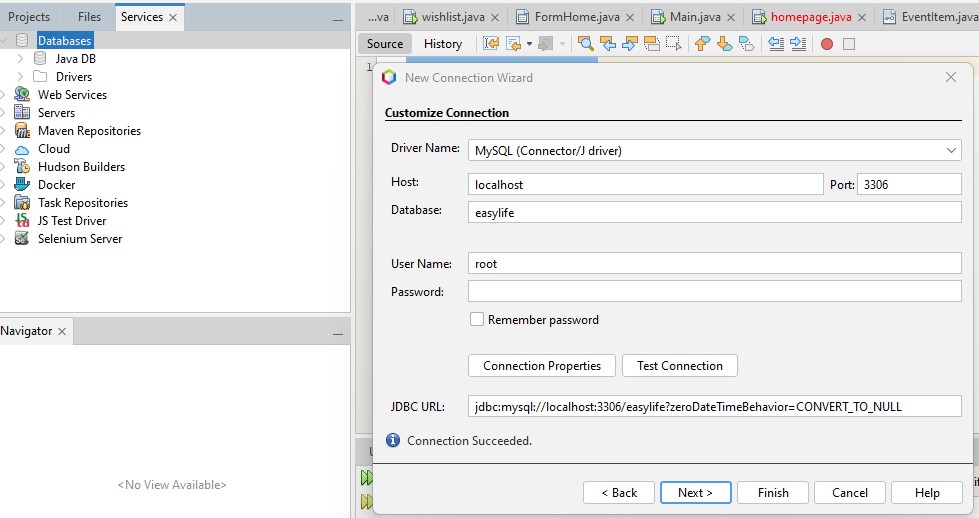 Projects Files Services
Databases
Java DB
Drivers
Web Services
Servers
Maven Repositories
Cloud
Hudson Builders
Docker
Task Repositories
JS Test Driver
Selenium Server
Navigator
<No View Available>
...va wishlist.java FormHome.java Main.java homepage.java EventItem.java
Source History
1
New Connection Wizard
Customize Connection
Driver Name: MySQL (Connector/J driver)
Host: localhost Port: 3306
Database: easylife
User Name: root
Password:
Remember password
Connection Properties Test Connection
JDBC URL: jdbc:mysql://localhost:3306/easylife?zeroDateTimeBehavior=CONVERT_TO_NULL
Connection Succeeded.
< Back Next > Finish Cancel Help